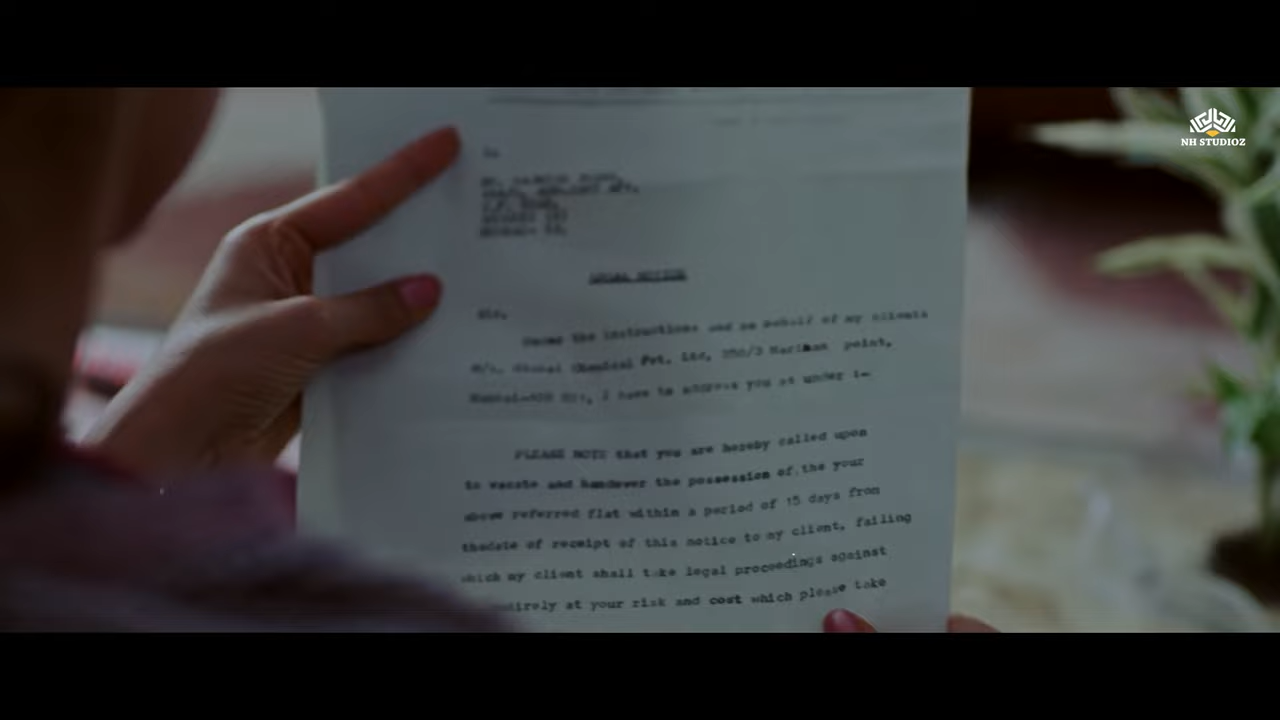 NH STUDIOZ
To
LEGAL NOTICE
Sir,
Under the instructions and on behalf of my clients
Chemical Pvt. Ltd, Nariman point,
I have to address you as under :-
PLEASE NOTE that you are hereby called upon
to vacate and handover the possession of the your
above referred flat within a period of 15 days from
thedate of receipt of this notice to my client, failing
which my client shall take legal proceedings against
entirely at your risk and cost which please take